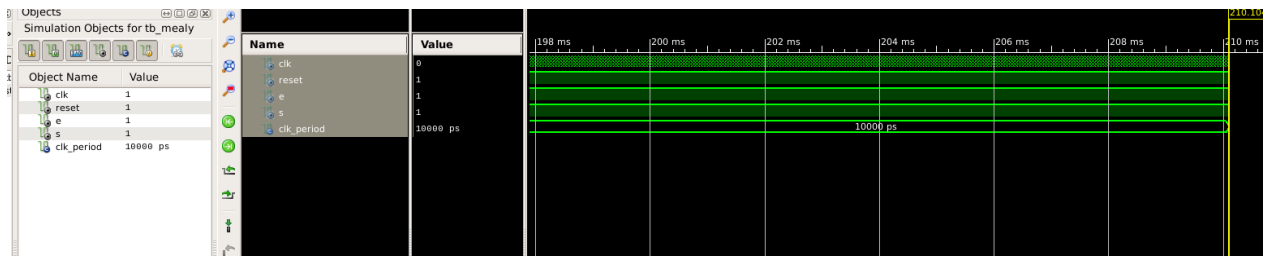 Objects
Simulation Objects for tb_mealy
Object Name Value
clk 1
reset 1
e 1
s 1
clk_period 10000 ps
Name Value
clk 0
reset 1
e 1
s 1
clk_period 10000 ps
210.104
198 ms 200 ms 202 ms 204 ms 206 ms 208 ms 210 ms
10000 ps